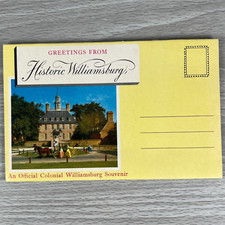 GREETINGS FROM
Historic Williamsburg
An Official Colonial Williamsburg Souvenir